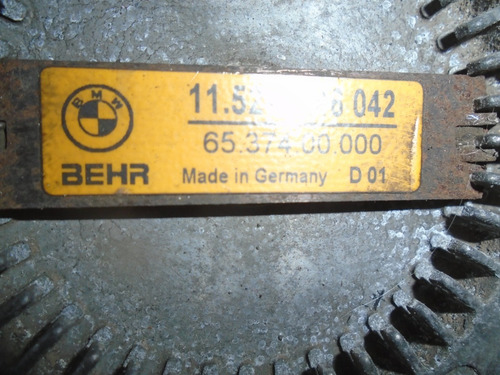 BMW
11.52 042
65.374.00.000
BEHR
Made in Germany D 01